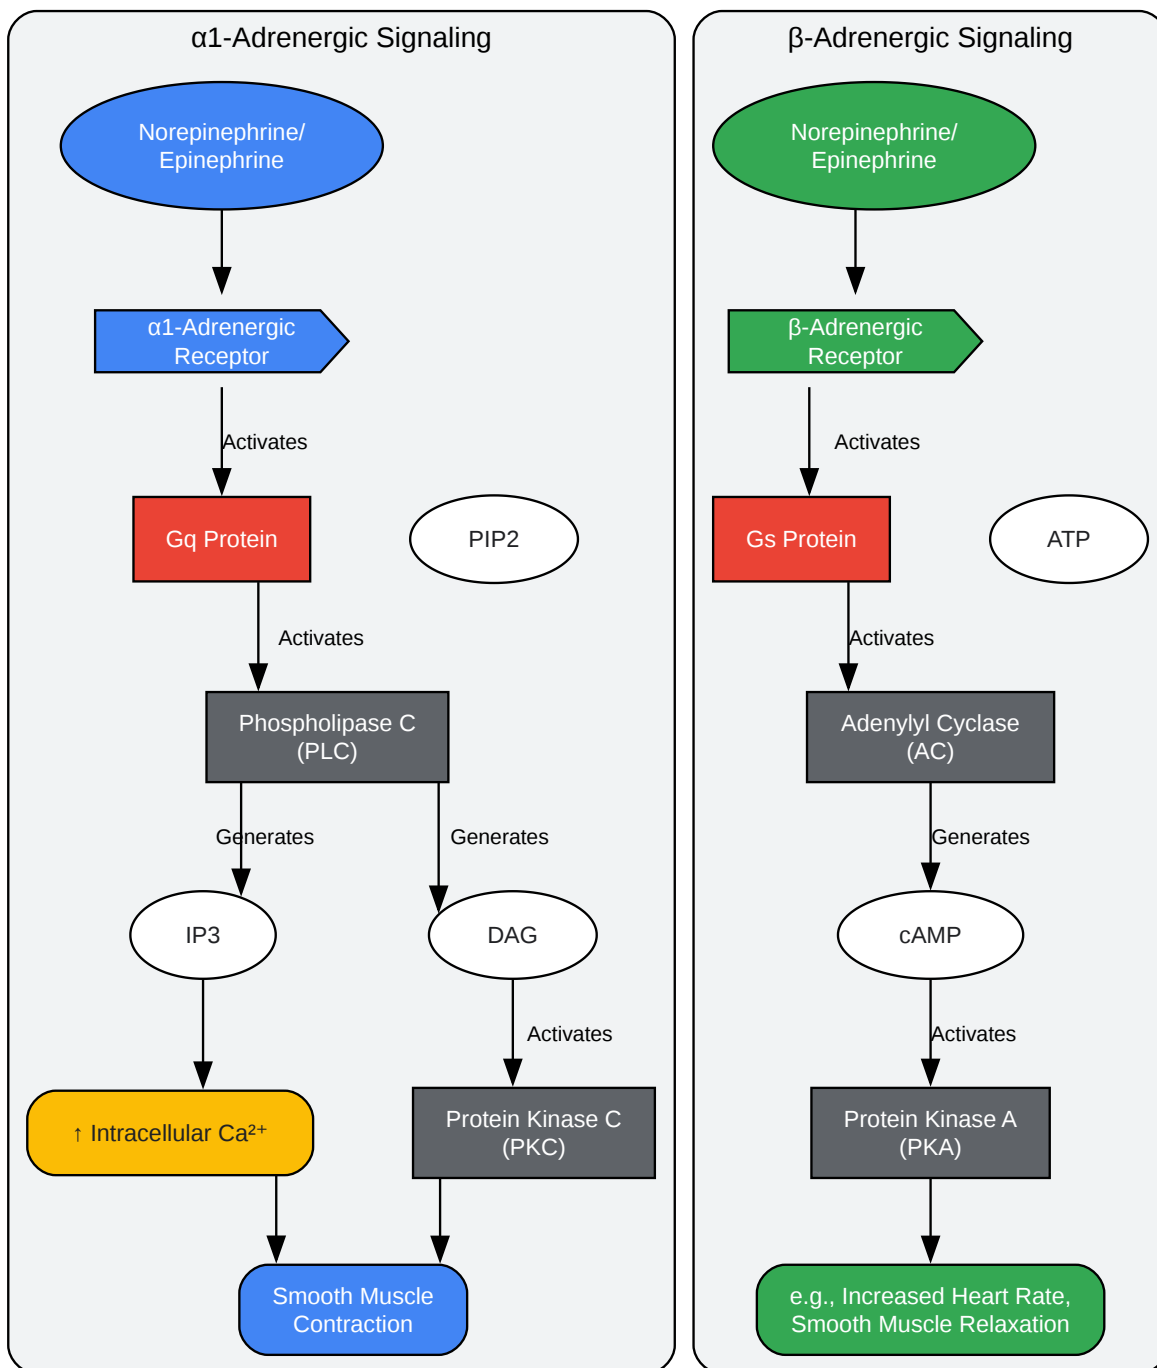 α1-Adrenergic Signaling
Norepinephrine/
Epinephrine
α1-Adrenergic
Receptor
Activates
Gq Protein
PIP2
Activates
Phospholipase C
(PLC)
Generates
Generates
IP3
DAG
Activates
↑ Intracellular Ca²⁺
Protein Kinase C
(PKC)
Smooth Muscle
Contraction
β-Adrenergic Signaling
Norepinephrine/
Epinephrine
β-Adrenergic
Receptor
Activates
Gs Protein
ATP
Activates
Adenylyl Cyclase
(AC)
Generates
cAMP
Activates
Protein Kinase A
(PKA)
e.g., Increased Heart Rate,
Smooth Muscle Relaxation